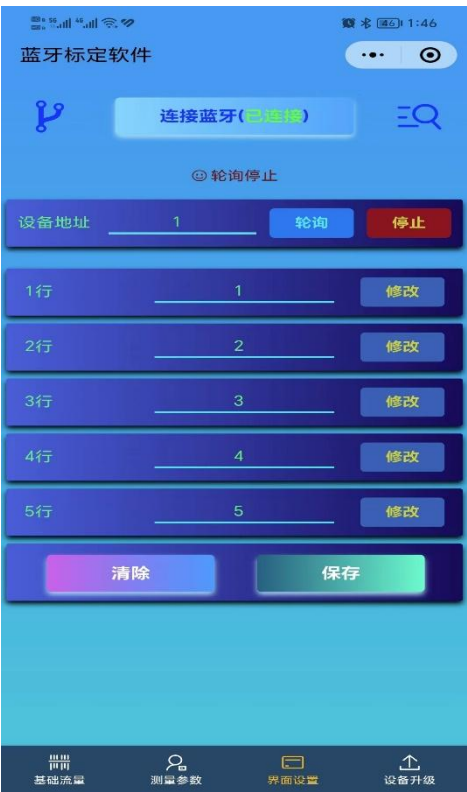 1:46
蓝牙标定软件
连接蓝牙(已连接)
轮询停止
设备地址 1 轮询 停止
1行 1 修改
2行 2 修改
3行 3 修改
4行 4 修改
5行 5 修改
清除 保存
基础流量 测量参数 界面设置 设备升级